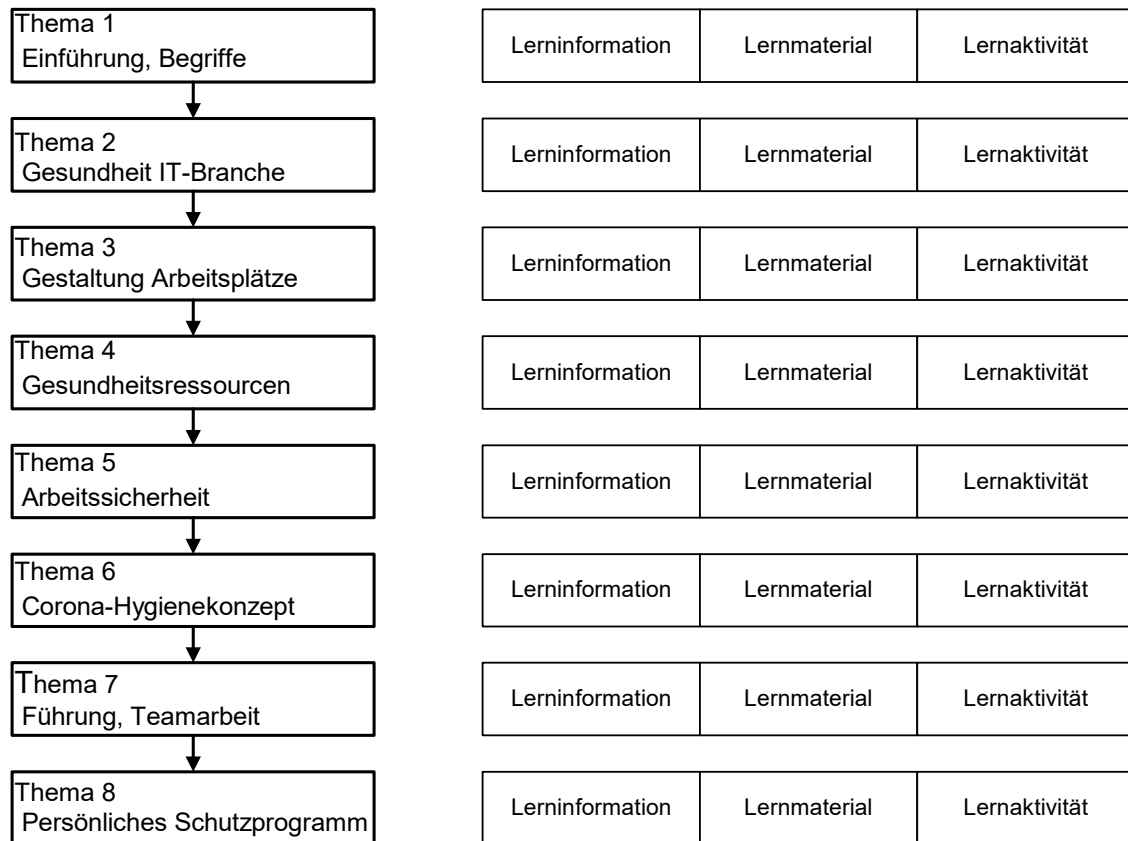 Thema 1
Einführung, Begriffe
Lerninformation Lernmaterial Lernaktivität
Thema 2
Gesundheit IT-Branche
Lerninformation Lernmaterial Lernaktivität
Thema 3
Gestaltung Arbeitsplätze
Lerninformation Lernmaterial Lernaktivität
Thema 4
Gesundheitsressourcen
Lerninformation Lernmaterial Lernaktivität
Thema 5
Arbeitssicherheit
Lerninformation Lernmaterial Lernaktivität
Thema 6
Corona-Hygienekonzept
Lerninformation Lernmaterial Lernaktivität
Thema 7
Führung, Teamarbeit
Lerninformation Lernmaterial Lernaktivität
Thema 8
Persönliches Schutzprogramm
Lerninformation Lernmaterial Lernaktivität